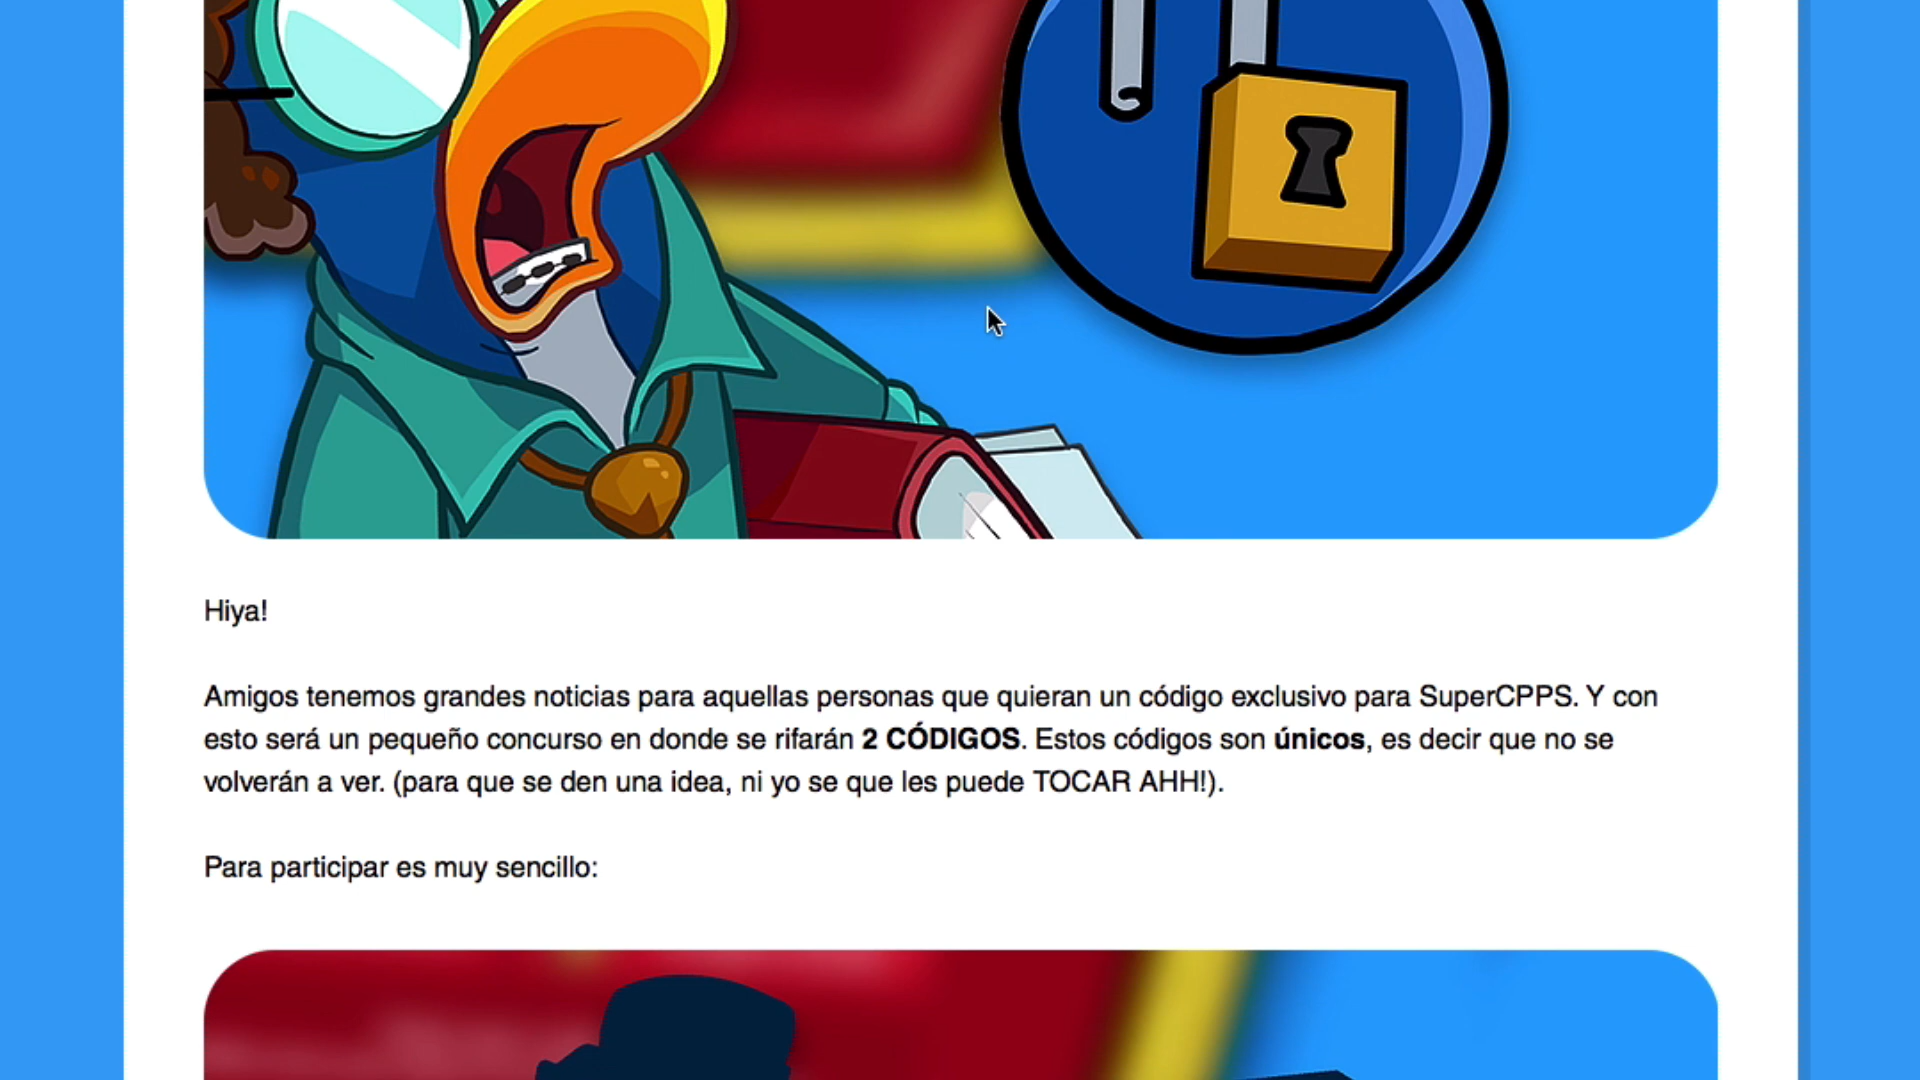 Hiya!
Amigos tenemos grandes noticias para aquellas personas que quieran un código exclusivo para SuperCPPS. Y con
esto será un pequeño concurso en donde se rifarán 2 CÓDIGOS. Estos códigos son únicos, es decir que no se
volverán a ver. (para que se den una idea, ni yo se que les puede TOCAR AHH!).
Para participar es muy sencillo: